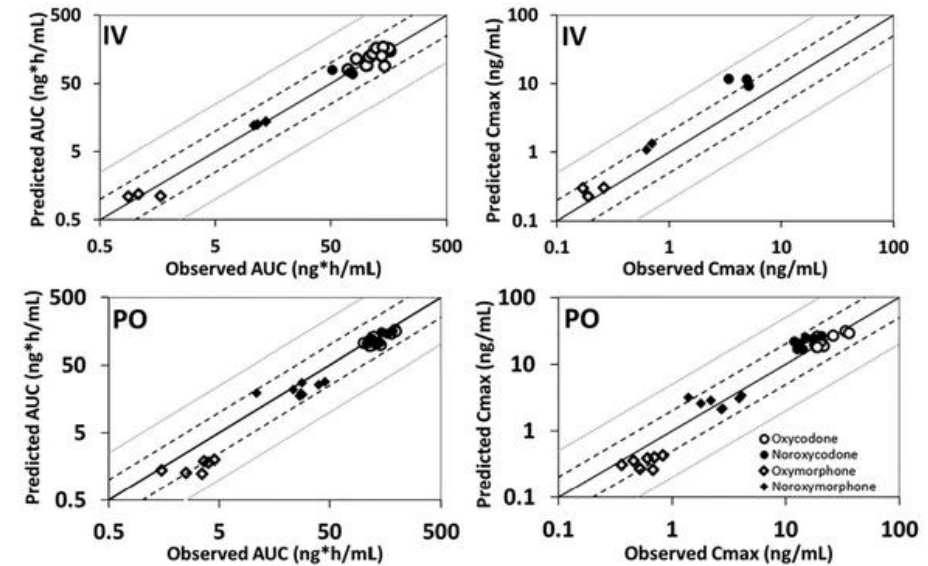 IV
Predicted AUC (ng*h/mL)
500
50
5
0.5
0.5 5 50 500
Observed AUC (ng*h/mL)
IV
Predicted Cmax (ng/mL)
100
10
1
0.1
0.1 1 10 100
Observed Cmax (ng/mL)
PO
Predicted AUC (ng*h/mL)
500
50
5
0.5
0.5 5 50 500
Observed AUC (ng*h/mL)
PO
Predicted Cmax (ng/mL)
100
10
1
0.1
Oxycodone
Noroxycodone
Oxymorphone
Noroxymorphone
0.1 1 10 100
Observed Cmax (ng/mL)